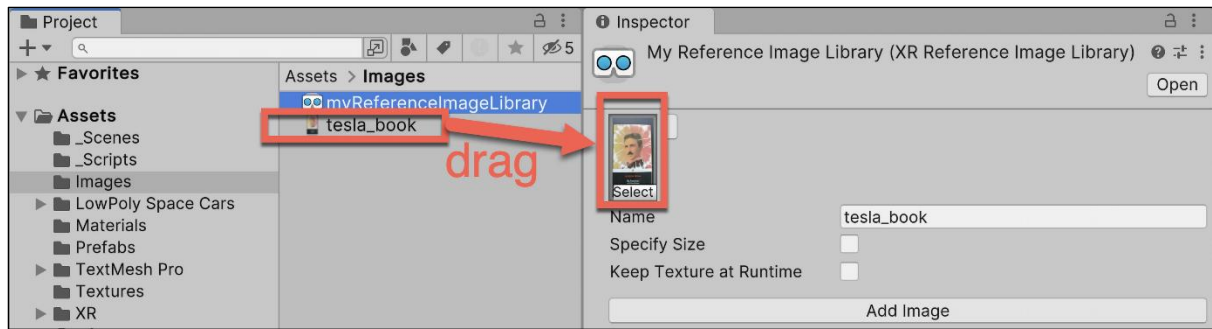 Project
5
Favorites
Assets
_Scenes
_Scripts
Images
LowPoly Space Cars
Materials
Prefabs
TextMesh Pro
Textures
XR
Assets > Images
myReferenceImageLibrary
tesla_book
drag
Inspector
My Reference Image Library (XR Reference Image Library)
Open
Select
Name
tesla_book
Specify Size
Keep Texture at Runtime
Add Image